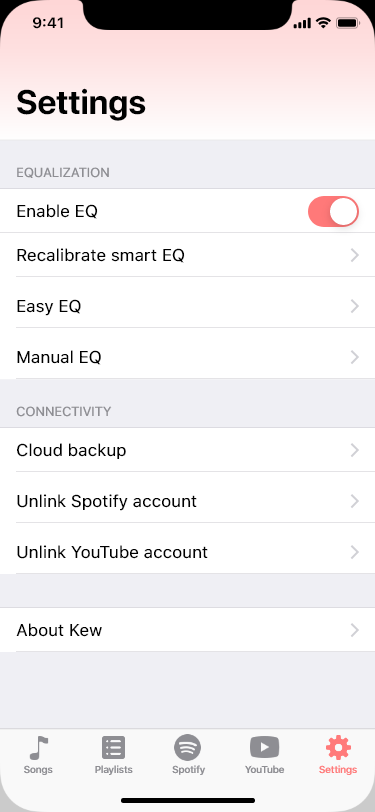 9:41
Settings
EQUALIZATION
Enable EQ
Recalibrate smart EQ
Easy EQ
Manual EQ
CONNECTIVITY
Cloud backup
Unlink Spotify account
Unlink YouTube account
About Kew
Songs Playlists Spotify YouTube Settings